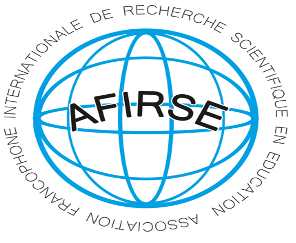 ASSOCIATION FRANCOPHONE INTERNATIONALE DE RECHERCHE SCIENTIFIQUE EN EDUCATION
AFIRSE